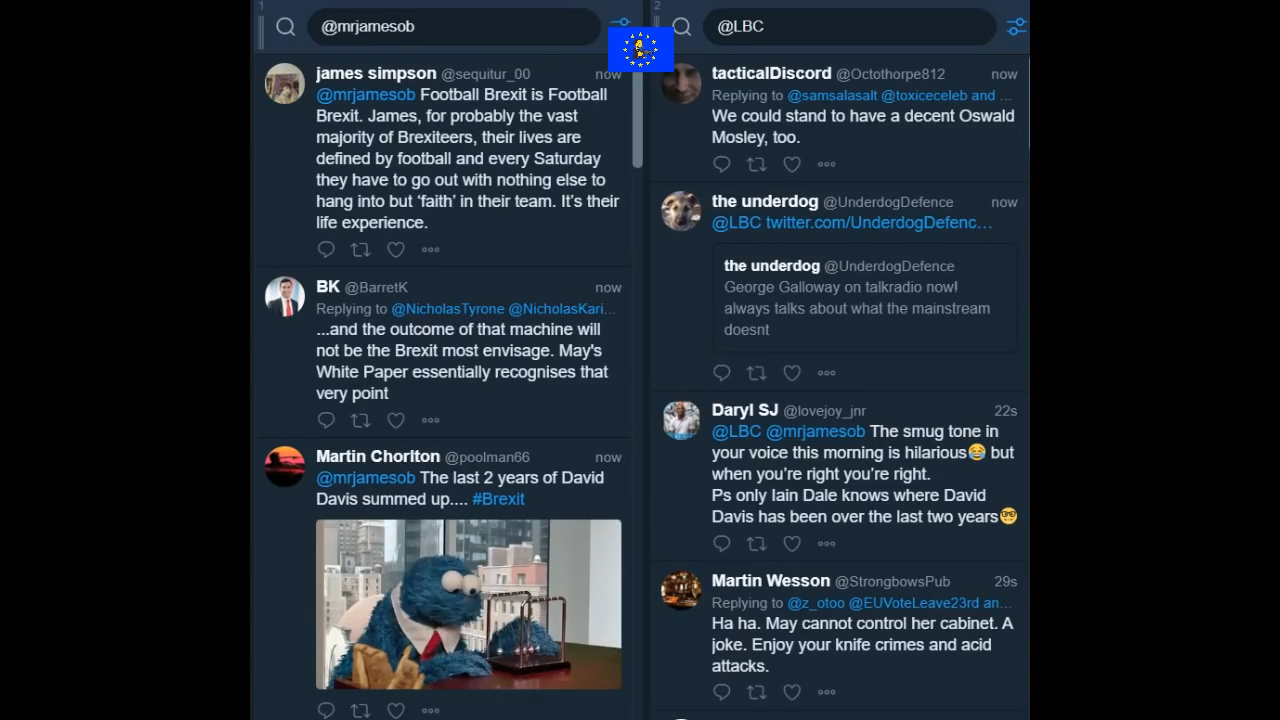 1
@mrjamesob
james simpson @sequitur_00 now
@mrjamesob Football Brexit is Football
Brexit. James, for probably the vast
majority of Brexiteers, their lives are
defined by football and every Saturday
they have to go out with nothing else to
hang into but ‘faith’ in their team. It’s their
life experience.
BK @BarretK now
Replying to @NicholasTyrone @NicholasKari...
...and the outcome of that machine will
not be the Brexit most envisage. May's
White Paper essentially recognises that
very point
Martin Chorlton @poolman66 now
@mrjamesob The last 2 years of David
Davis summed up.... #Brexit
2
@LBC
tacticalDiscord @Octothorpe812 now
Replying to @samsalasalt @toxiceceleb and ...
We could stand to have a decent Oswald
Mosley, too.
the underdog @UnderdogDefence now
@LBC twitter.com/UnderdogDefenc…
the underdog @UnderdogDefence
George Galloway on talkradio now!
always talks about what the mainstream
doesnt
Daryl SJ @lovejoy_jnr 22s
@LBC @mrjamesob The smug tone in
your voice this morning is hilarious😂 but
when you’re right you’re right.
Ps only Iain Dale knows where David
Davis has been over the last two years🤓
Martin Wesson @StrongbowsPub 29s
Replying to @z_otoo @EUVoteLeave23rd an...
Ha ha. May cannot control her cabinet. A
joke. Enjoy your knife crimes and acid
attacks.